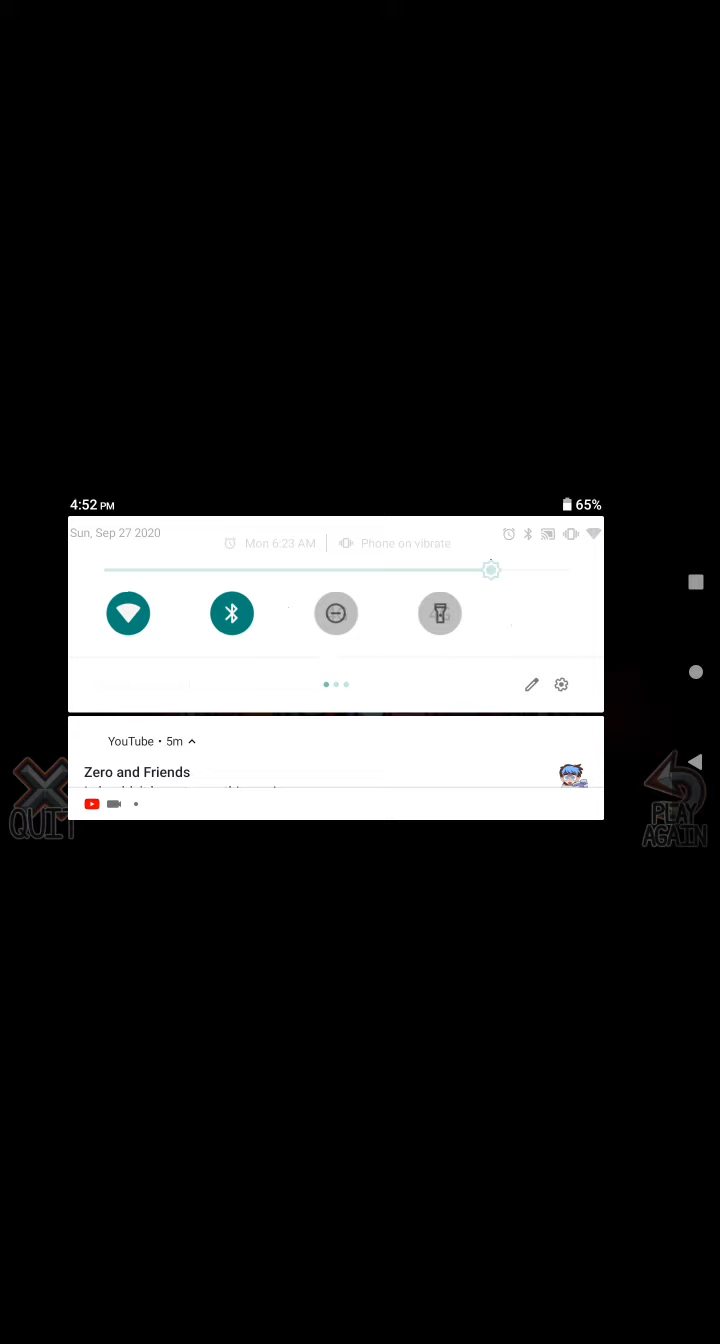 4:52 PM
65%
Sun, Sep 27 2020
Mon 6:23 AM
Phone on vibrate
YouTube • 5m
Zero and Friends
QUIT
PLAY
AGAIN